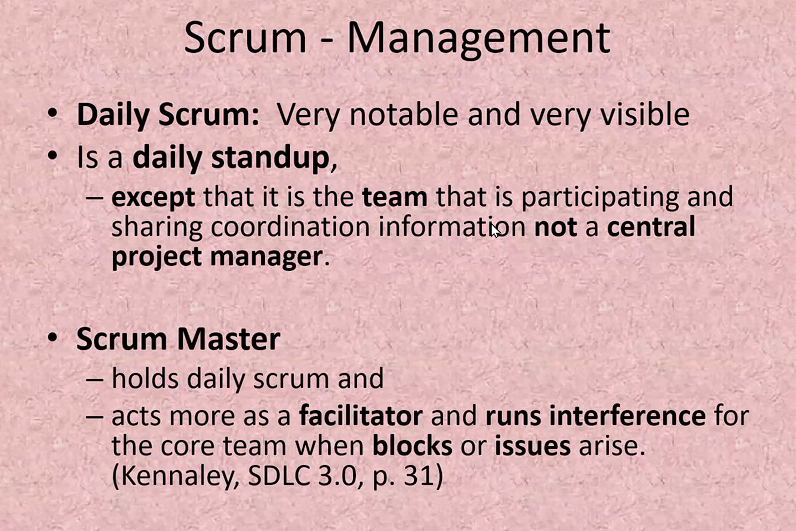 Scrum - Management
• Daily Scrum: Very notable and very visible
• Is a daily standup,
– except that it is the team that is participating and
sharing coordination information not a central
project manager.
• Scrum Master
– holds daily scrum and
– acts more as a facilitator and runs interference for
the core team when blocks or issues arise.
(Kennaley, SDLC 3.0, p. 31)